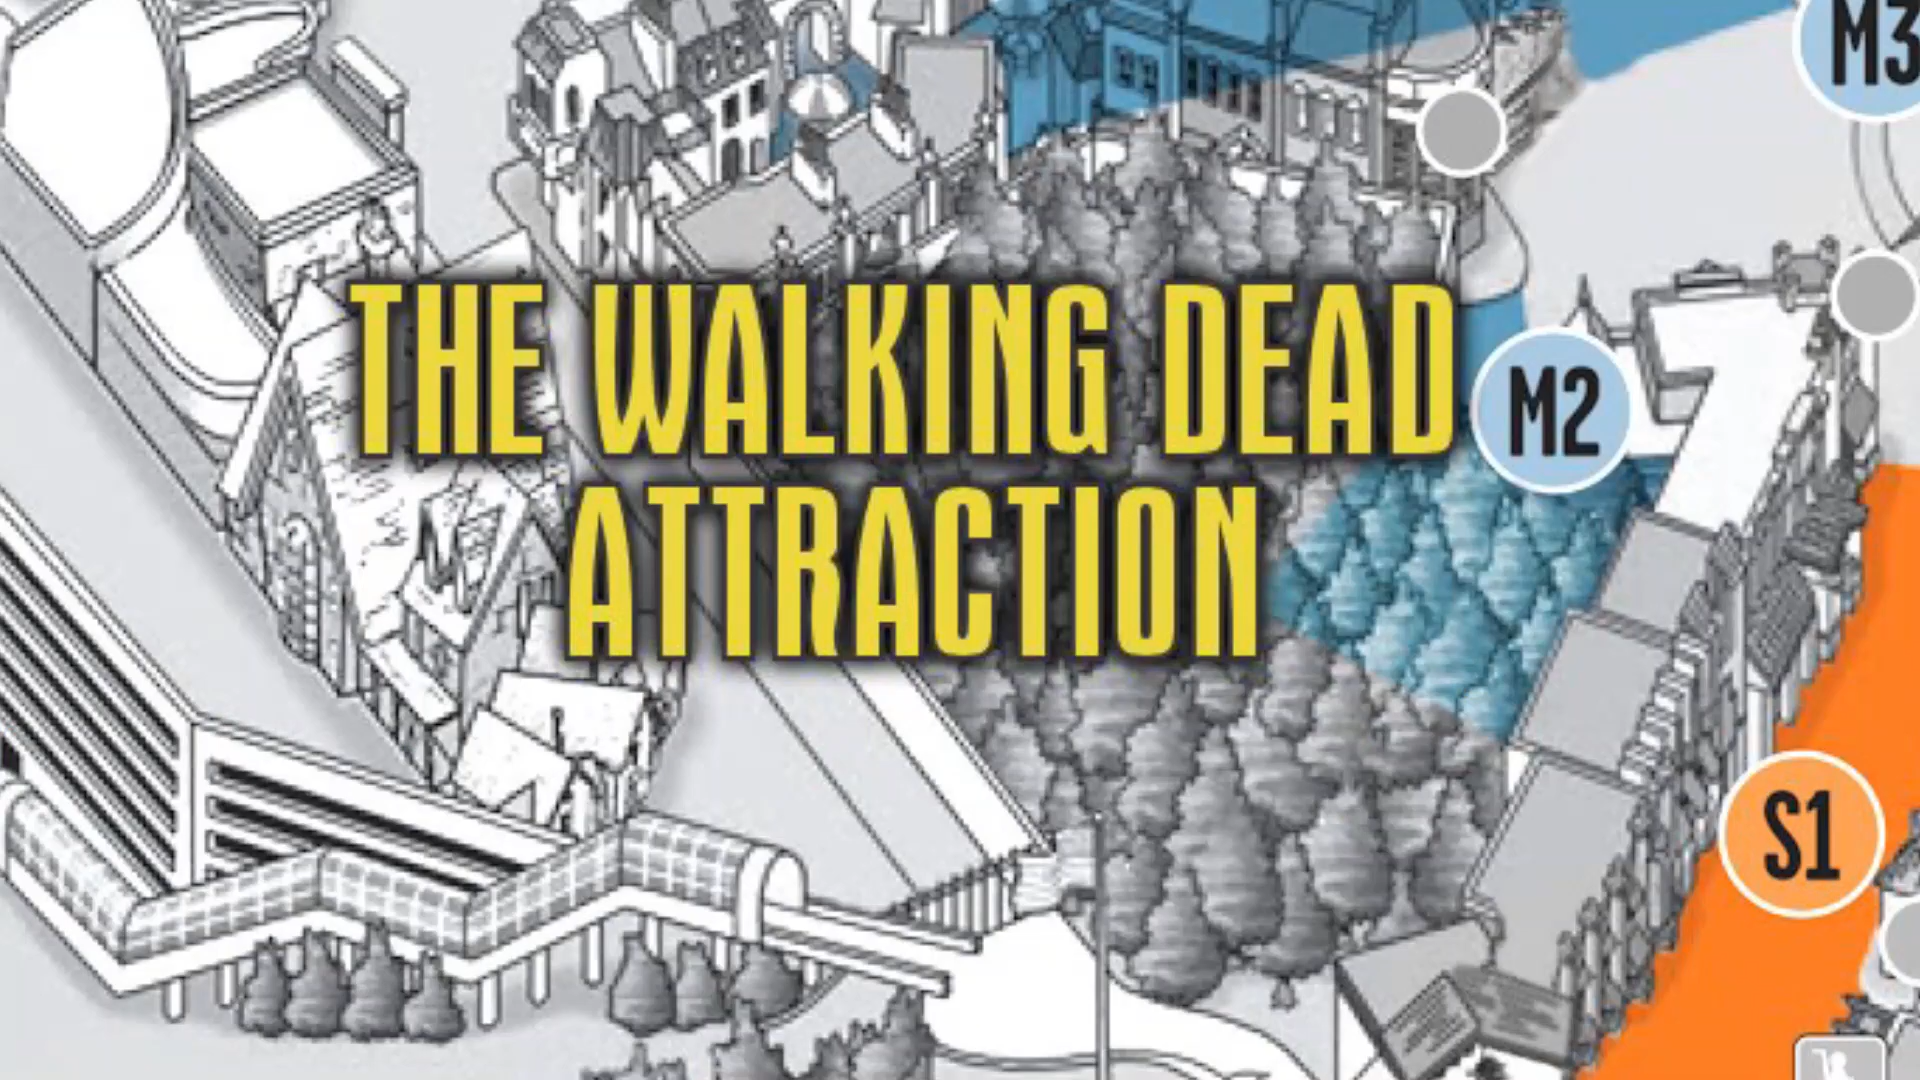 M3
THE WALKING DEAD
M2
ATTRACTION
S1